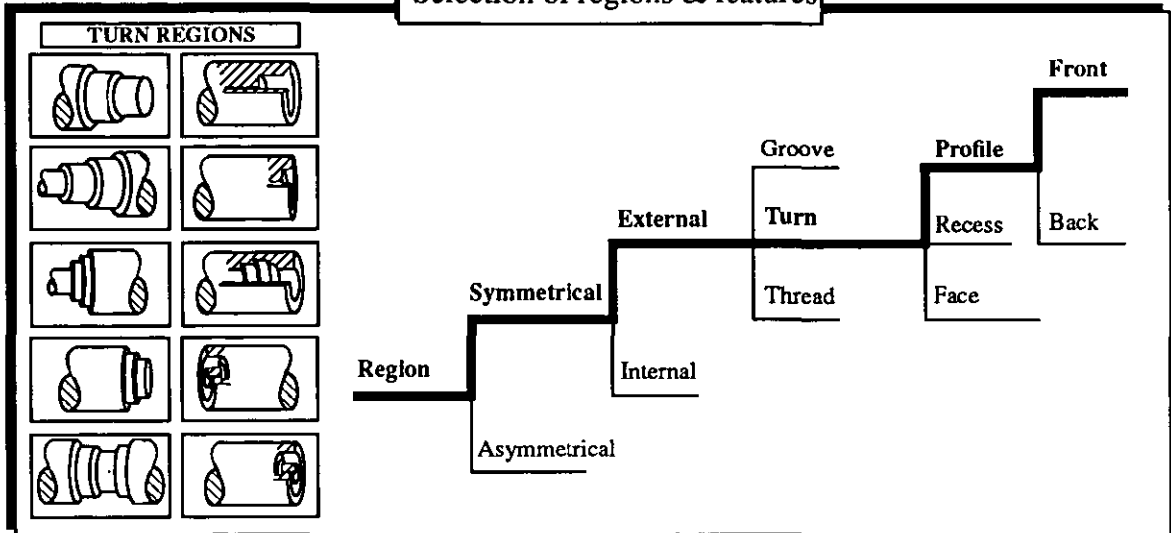 Selection of regions & features
TURN REGIONS
Front
Groove
Profile
External
Turn
Recess
Back
Symmetrical
Thread
Face
Region
Internal
Asymmetrical